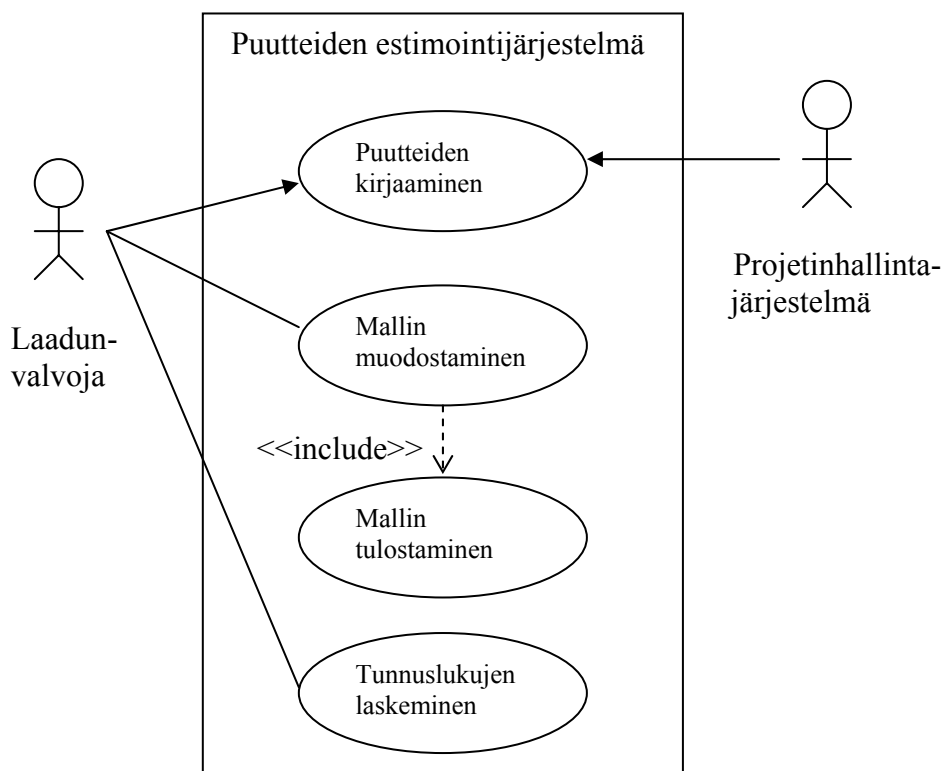 Puutteiden estimointijärjestelmä
Puutteiden
kirjaaminen
Projetinhallinta-
järjestelmä
Laadun-
valvoja
Mallin
muodostaminen
<<include>>
Mallin
tulostaminen
Tunnuslukujen
laskeminen